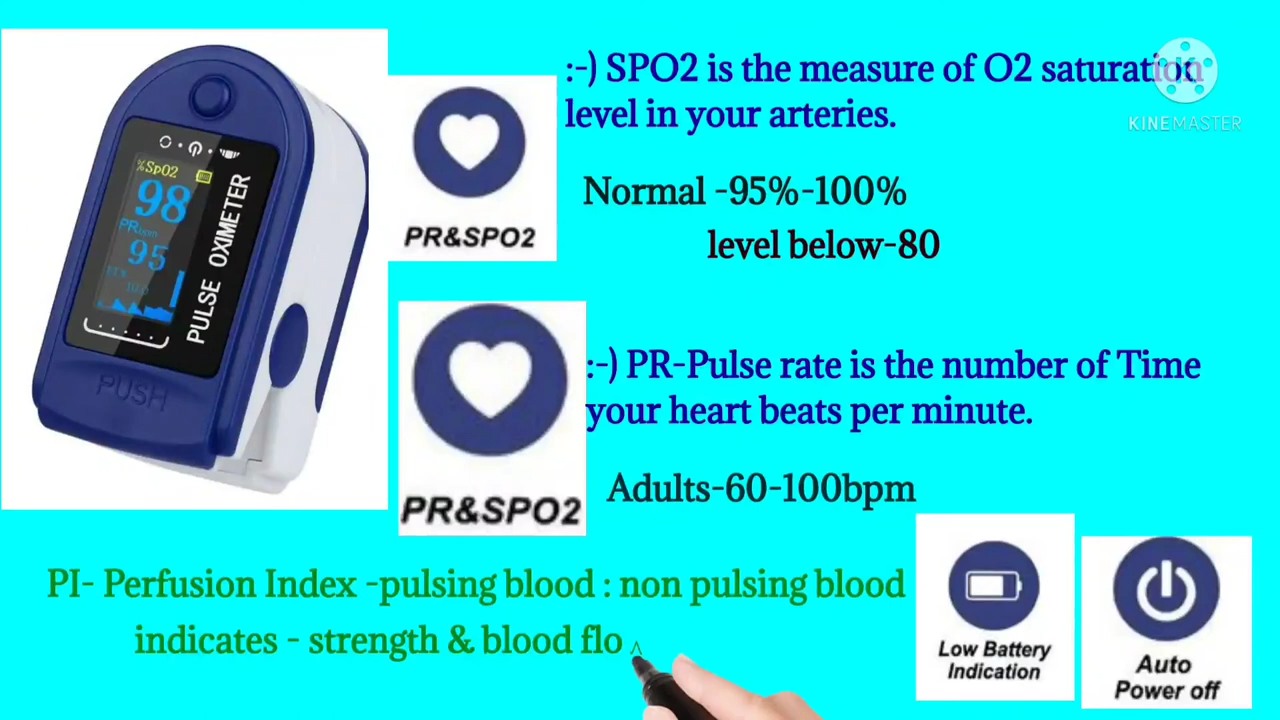 :-) SPO2 is the measure of O2 saturation
level in your arteries.
KINEMASTER
Normal -95%-100%
level below-80
PR&SPO2
%SpO2
98
PRbpm
95
PULSE OXIMETER
PUSH
:-) PR-Pulse rate is the number of Time
your heart beats per minute.
Adults-60-100bpm
PR&SPO2
PI- Perfusion Index -pulsing blood : non pulsing blood
indicates - strength & blood flo
Low Battery
Indication
Auto
Power off